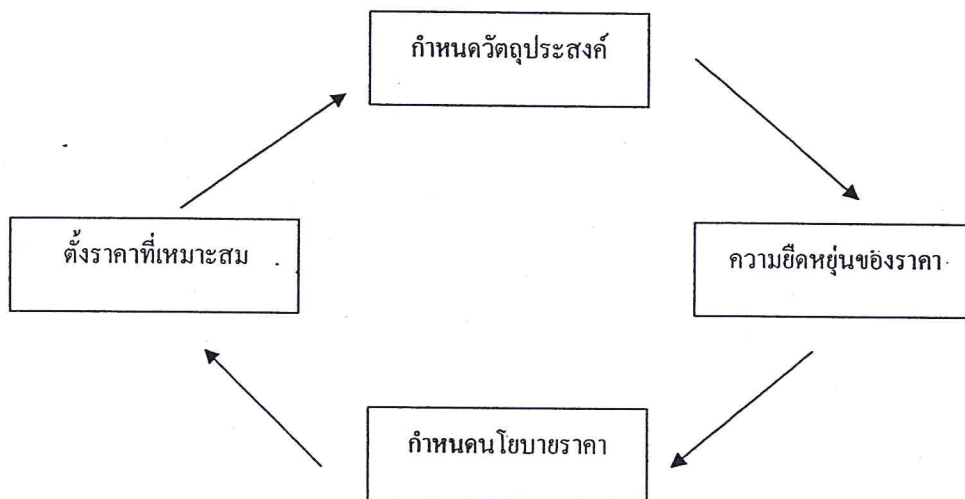 กำหนดวัตถุประสงค์
ตั้งราคาที่เหมาะสม
ความยืดหยุ่นของราคา
กำหนดนโยบายราคา